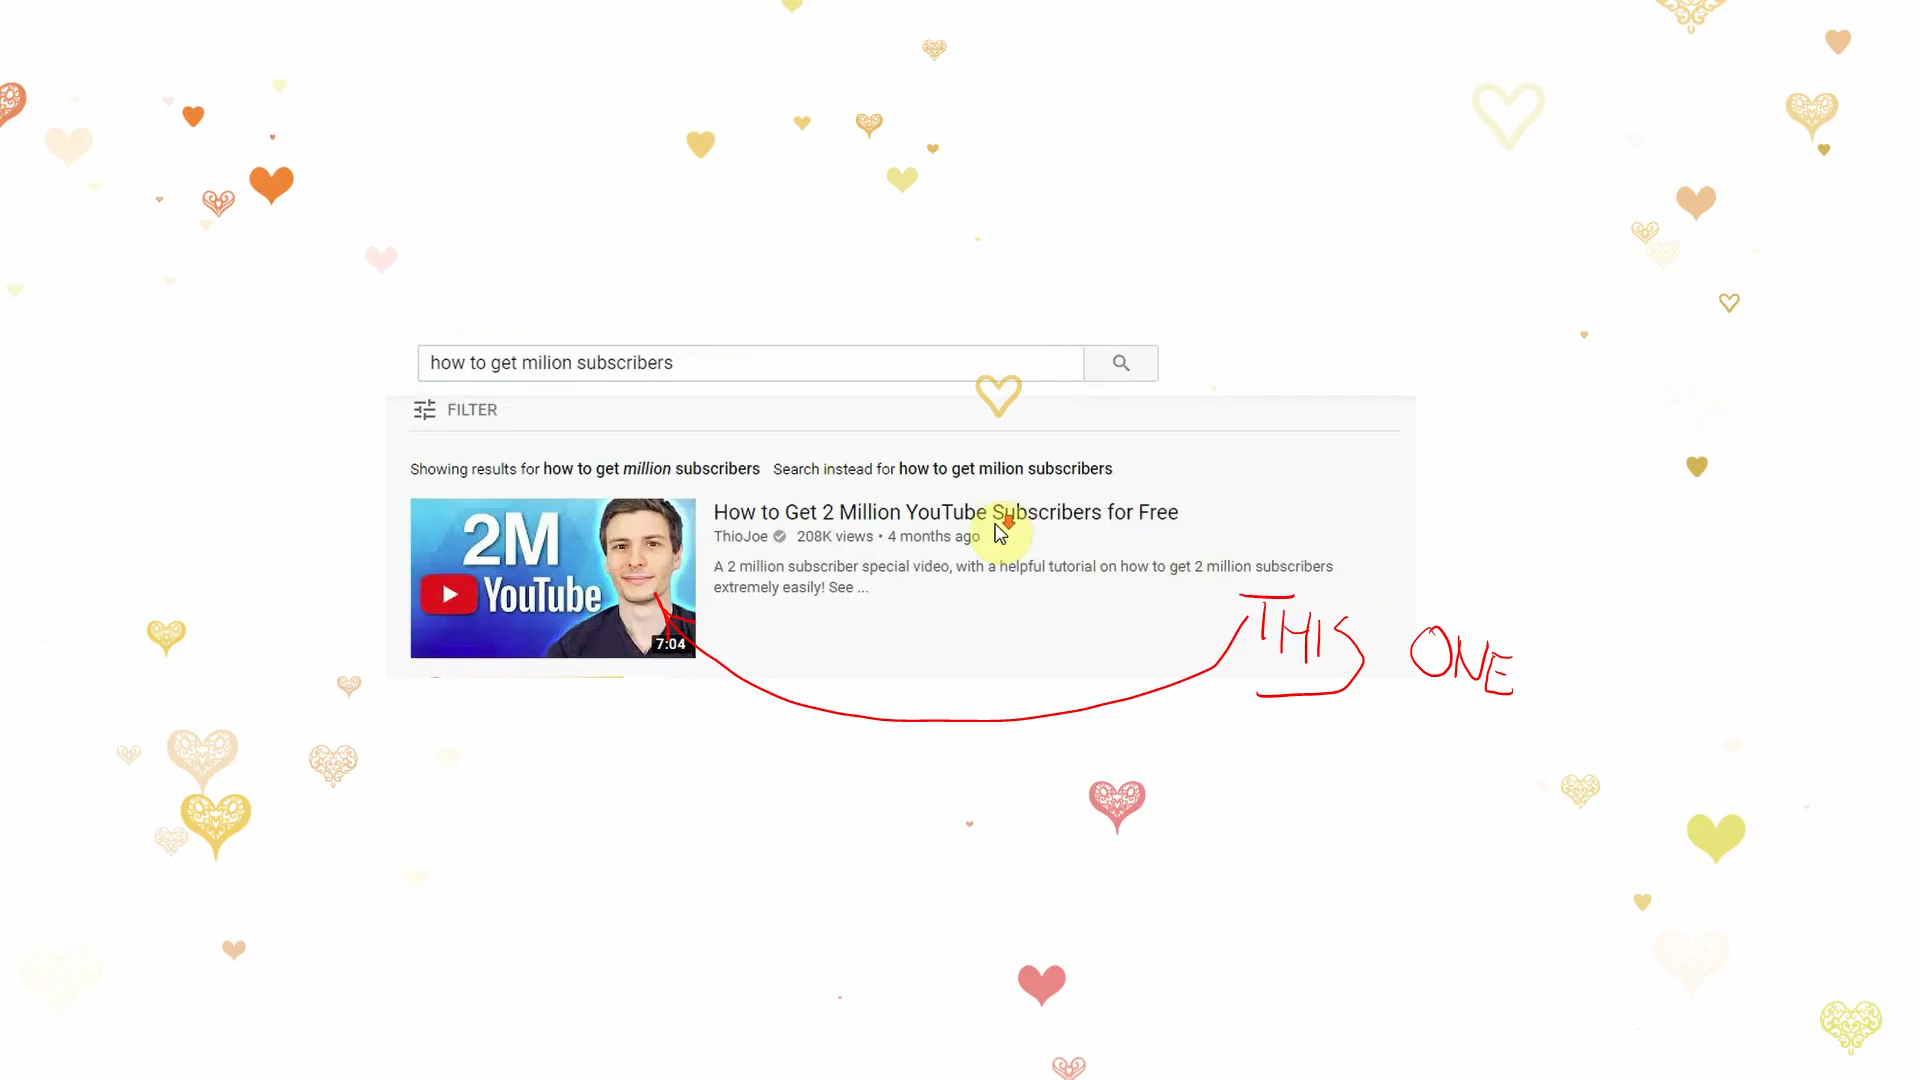 how to get milion subscribers
FILTER
Showing results for how to get million subscribers Search instead for how to get milion subscribers
2M
YouTube
7:04
How to Get 2 Million YouTube Subscribers for Free
ThioJoe 208K views • 4 months ago
A 2 million subscriber special video, with a helpful tutorial on how to get 2 million subscribers
extremely easily! See ...
THIS ONE